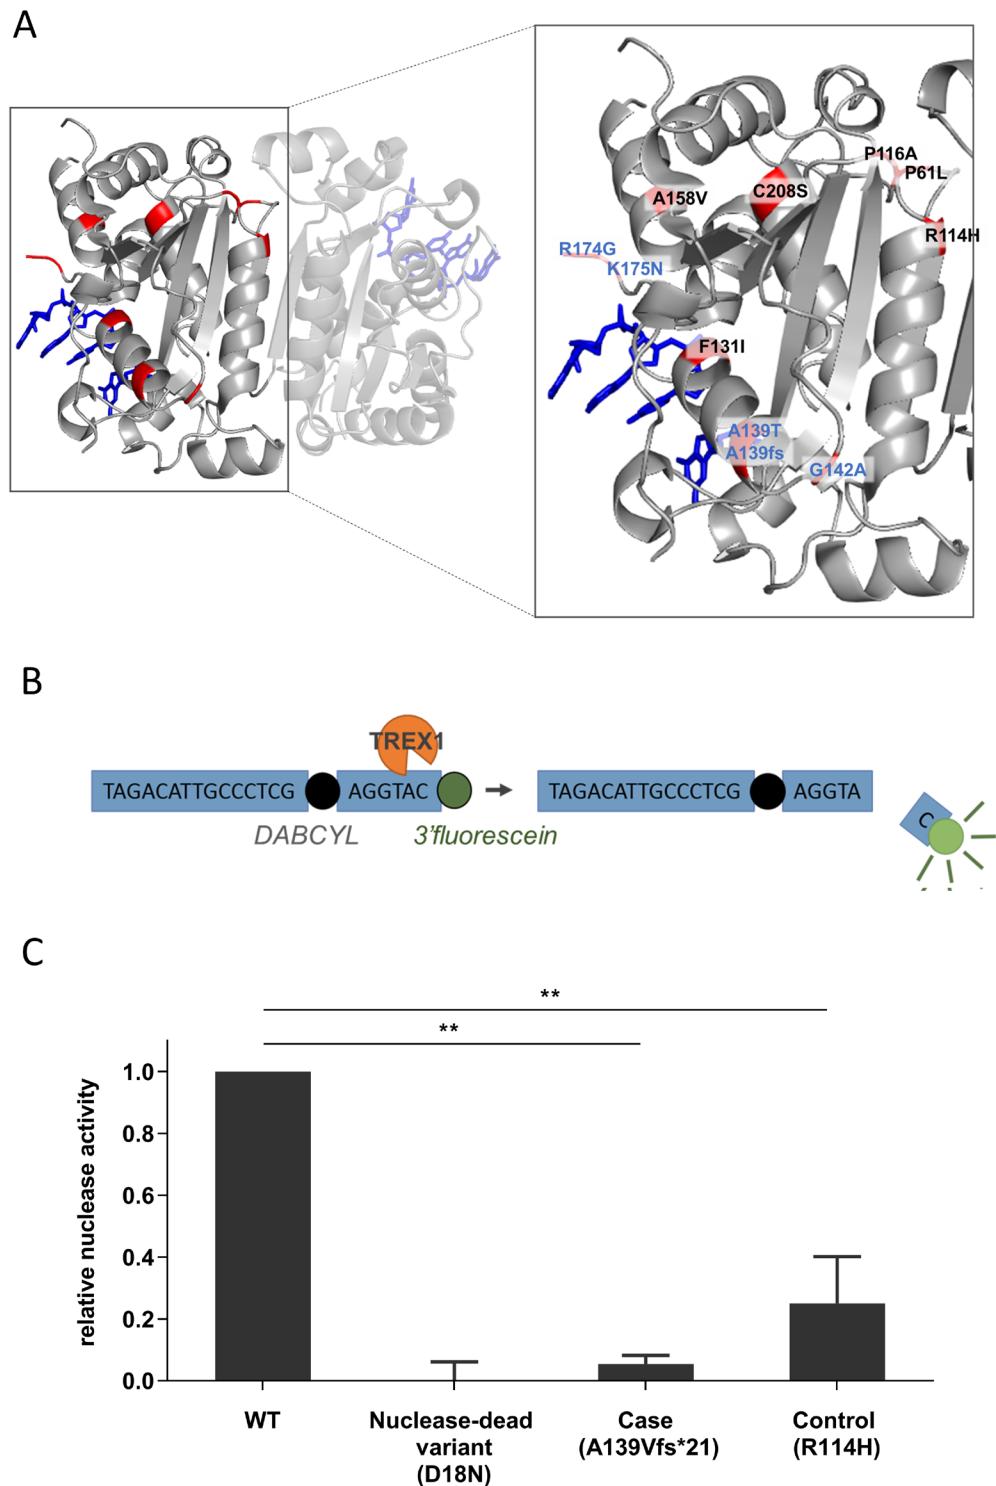 A
P116A
P61L
A158V
C208S
R114H
R174G
K175N
F131I
A139T
A139fs
G142A
B
TREX1
TAGACATTGCCCTCG
AGGTAC
TAGACATTGCCCTCG
AGGTA
C
DABCYL
3'fluorescein
C
**
**
relative nuclease activity
1.0
0.8
0.6
0.4
0.2
0.0
WT
Nuclease-dead
variant
(D18N)
Case
(A139Vfs*21)
Control
(R114H)